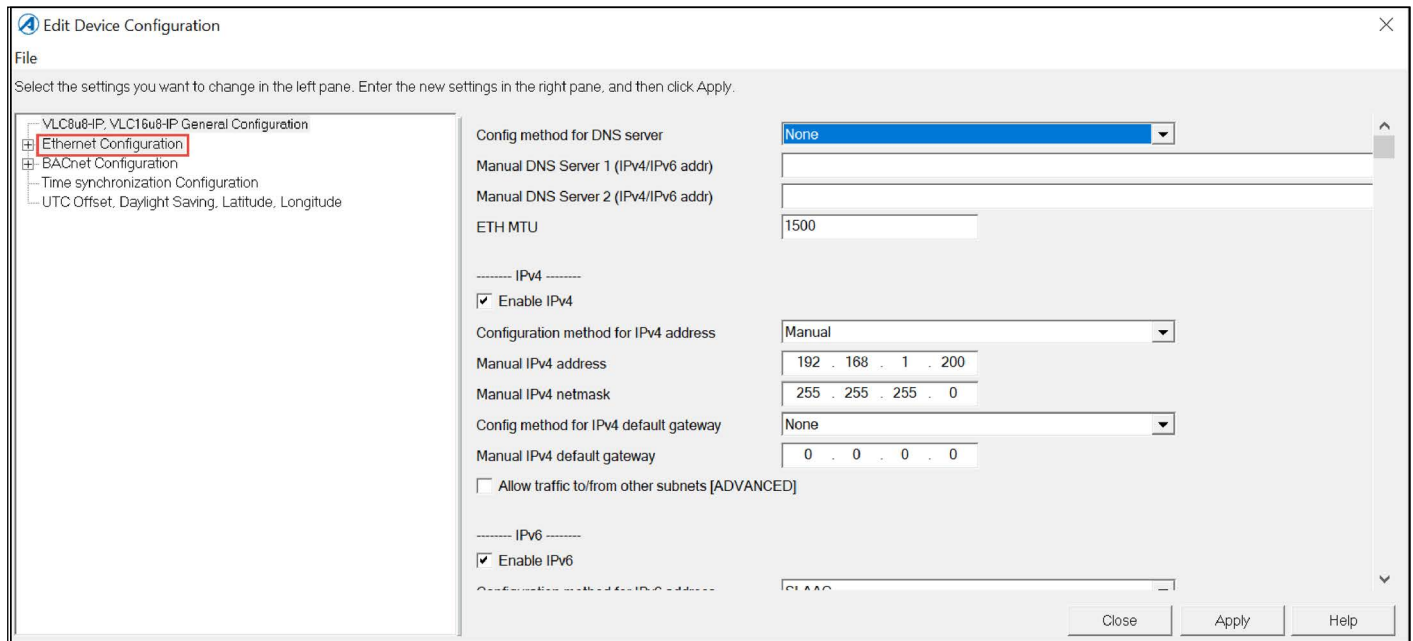 Edit Device Configuration
File
Select the settings you want to change in the left pane. Enter the new settings in the right pane, and then click Apply.
VLC8u8-IP, VLC16u8-IP General Configuration
Ethernet Configuration
BACnet Configuration
Time synchronization Configuration
UTC Offset, Daylight Saving, Latitude, Longitude
Config method for DNS server None
Manual DNS Server 1 (IPv4/IPv6 addr)
Manual DNS Server 2 (IPv4/IPv6 addr)
ETH MTU 1500
-------- IPv4 --------
Enable IPv4
Configuration method for IPv4 address Manual
Manual IPv4 address 192 . 168 . 1 . 200
Manual IPv4 netmask 255 . 255 . 255 . 0
Config method for IPv4 default gateway None
Manual IPv4 default gateway 0 . 0 . 0 . 0
Allow traffic to/from other subnets [ADVANCED]
-------- IPv6 --------
Enable IPv6
Configuration method for IPv6 address SLAAC
Close Apply Help